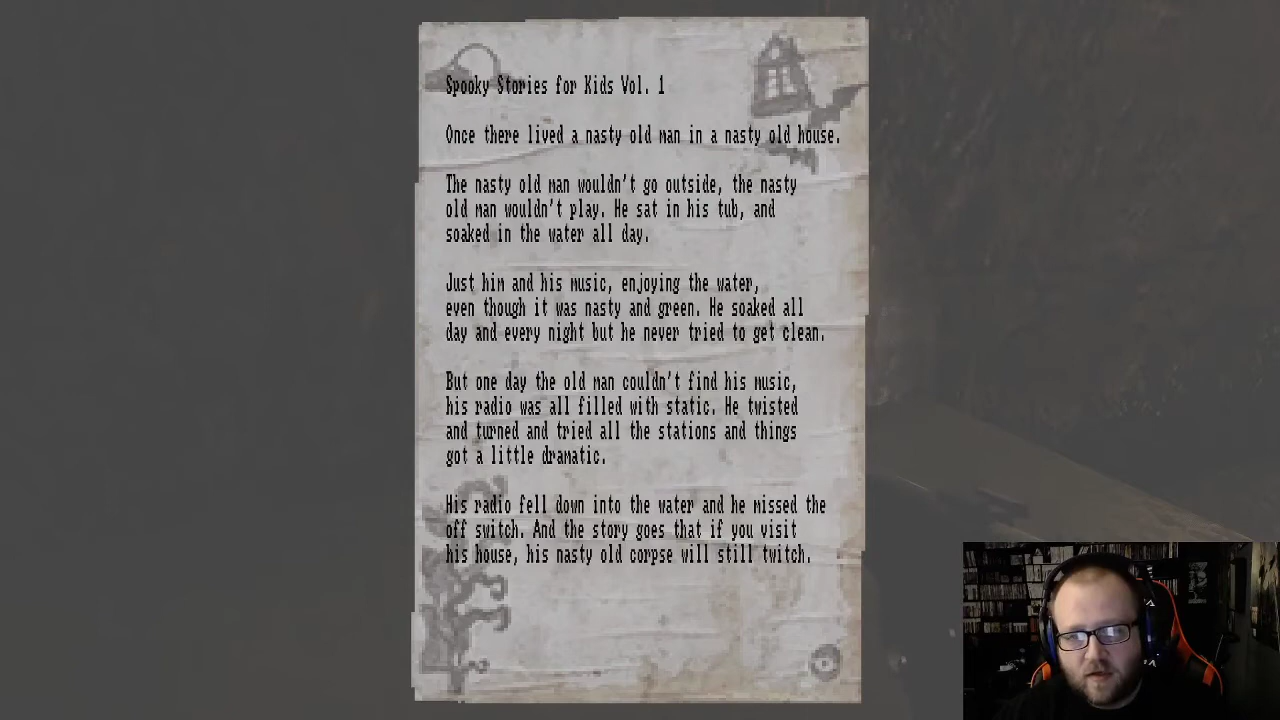 Spooky Stories for Kids Vol. 1
Once there lived a nasty old man in a nasty old house.
The nasty old man wouldn't go outside, the nasty
old man wouldn't play. He sat in his tub, and
soaked in the water all day.
Just him and his music, enjoying the water,
even though it was nasty and green. He soaked all
day and every night but he never tried to get clean.
But one day the old man couldn't find his music,
his radio was all filled with static. He twisted
and turned and tried all the stations and things
got a little dramatic.
His radio fell down into the water and he missed the
off switch. And the story goes that if you visit
his house, his nasty old corpse will still twitch.